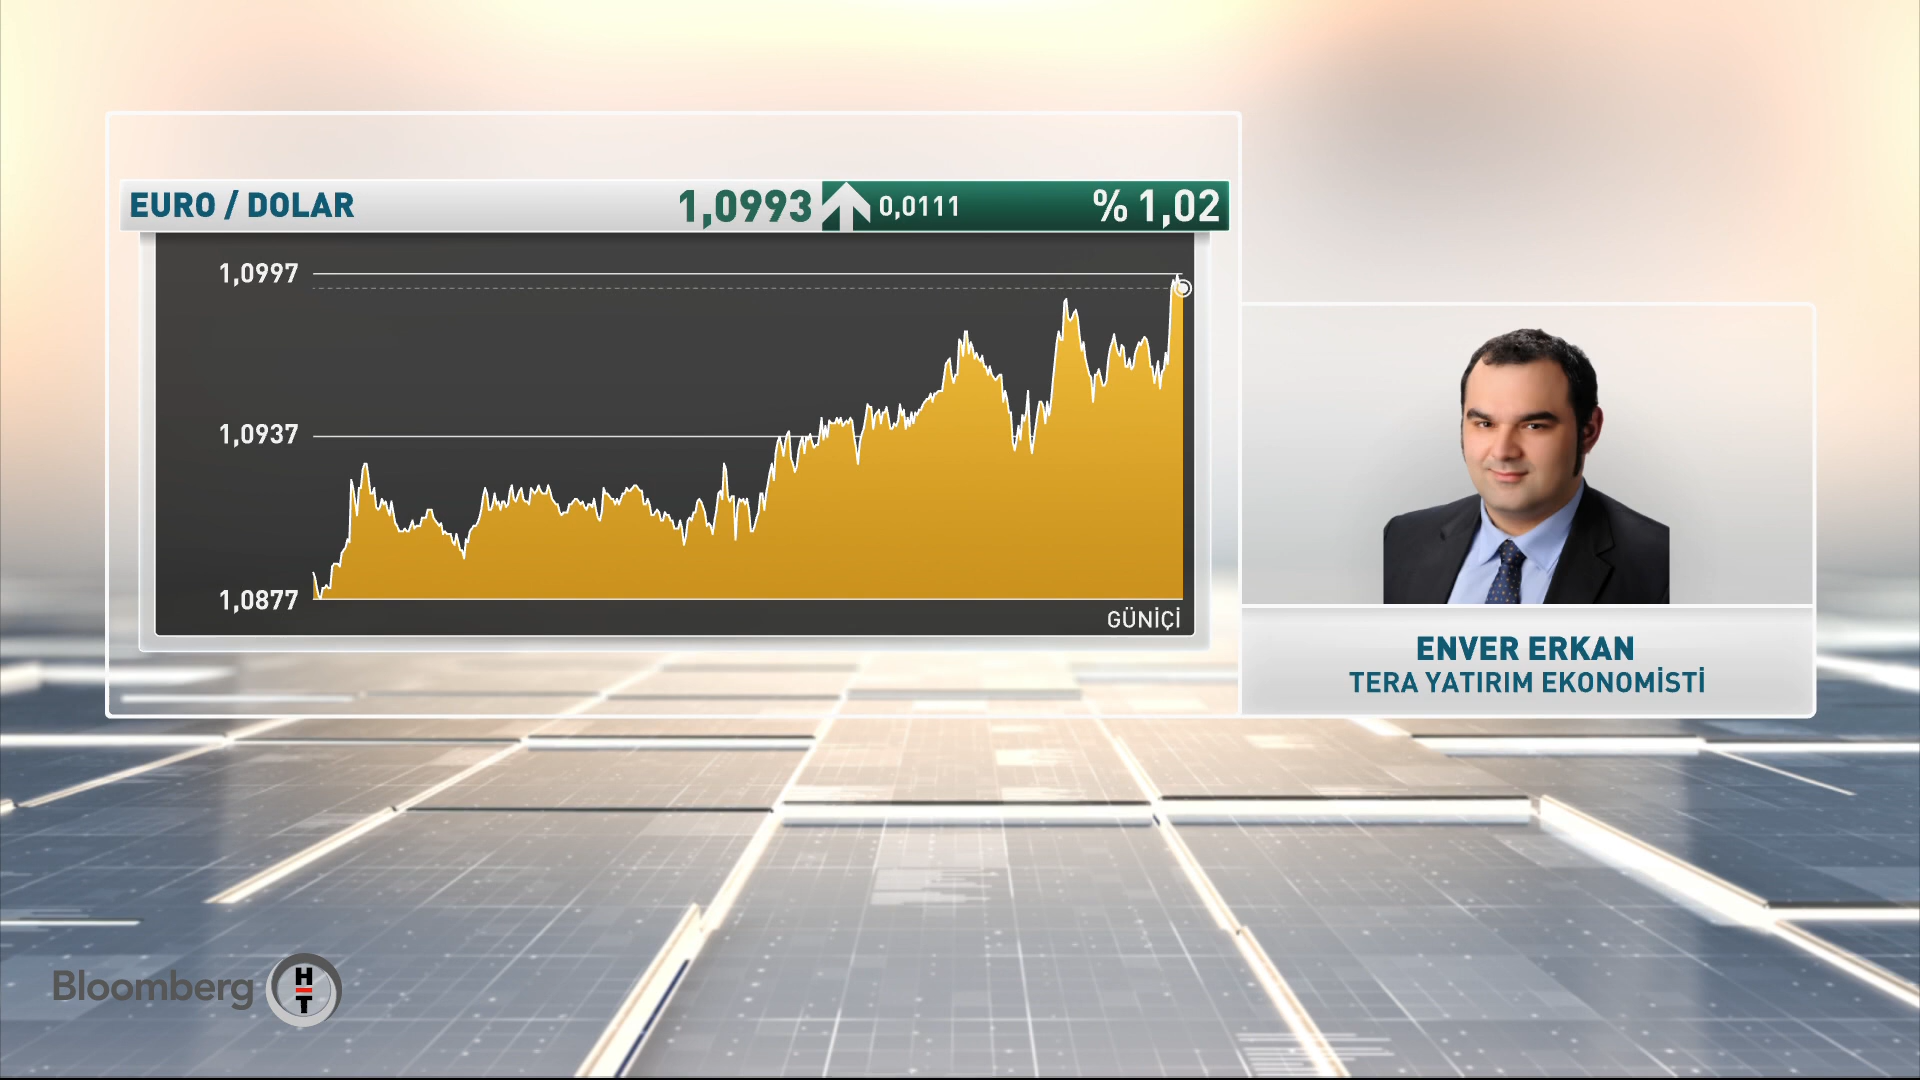 EURO / DOLAR 1,0993 0,0111 % 1,02
1,0997
1,0937
1,0877
GÜNİÇİ
ENVER ERKAN
TERA YATIRIM EKONOMİSTİ
Bloomberg HT